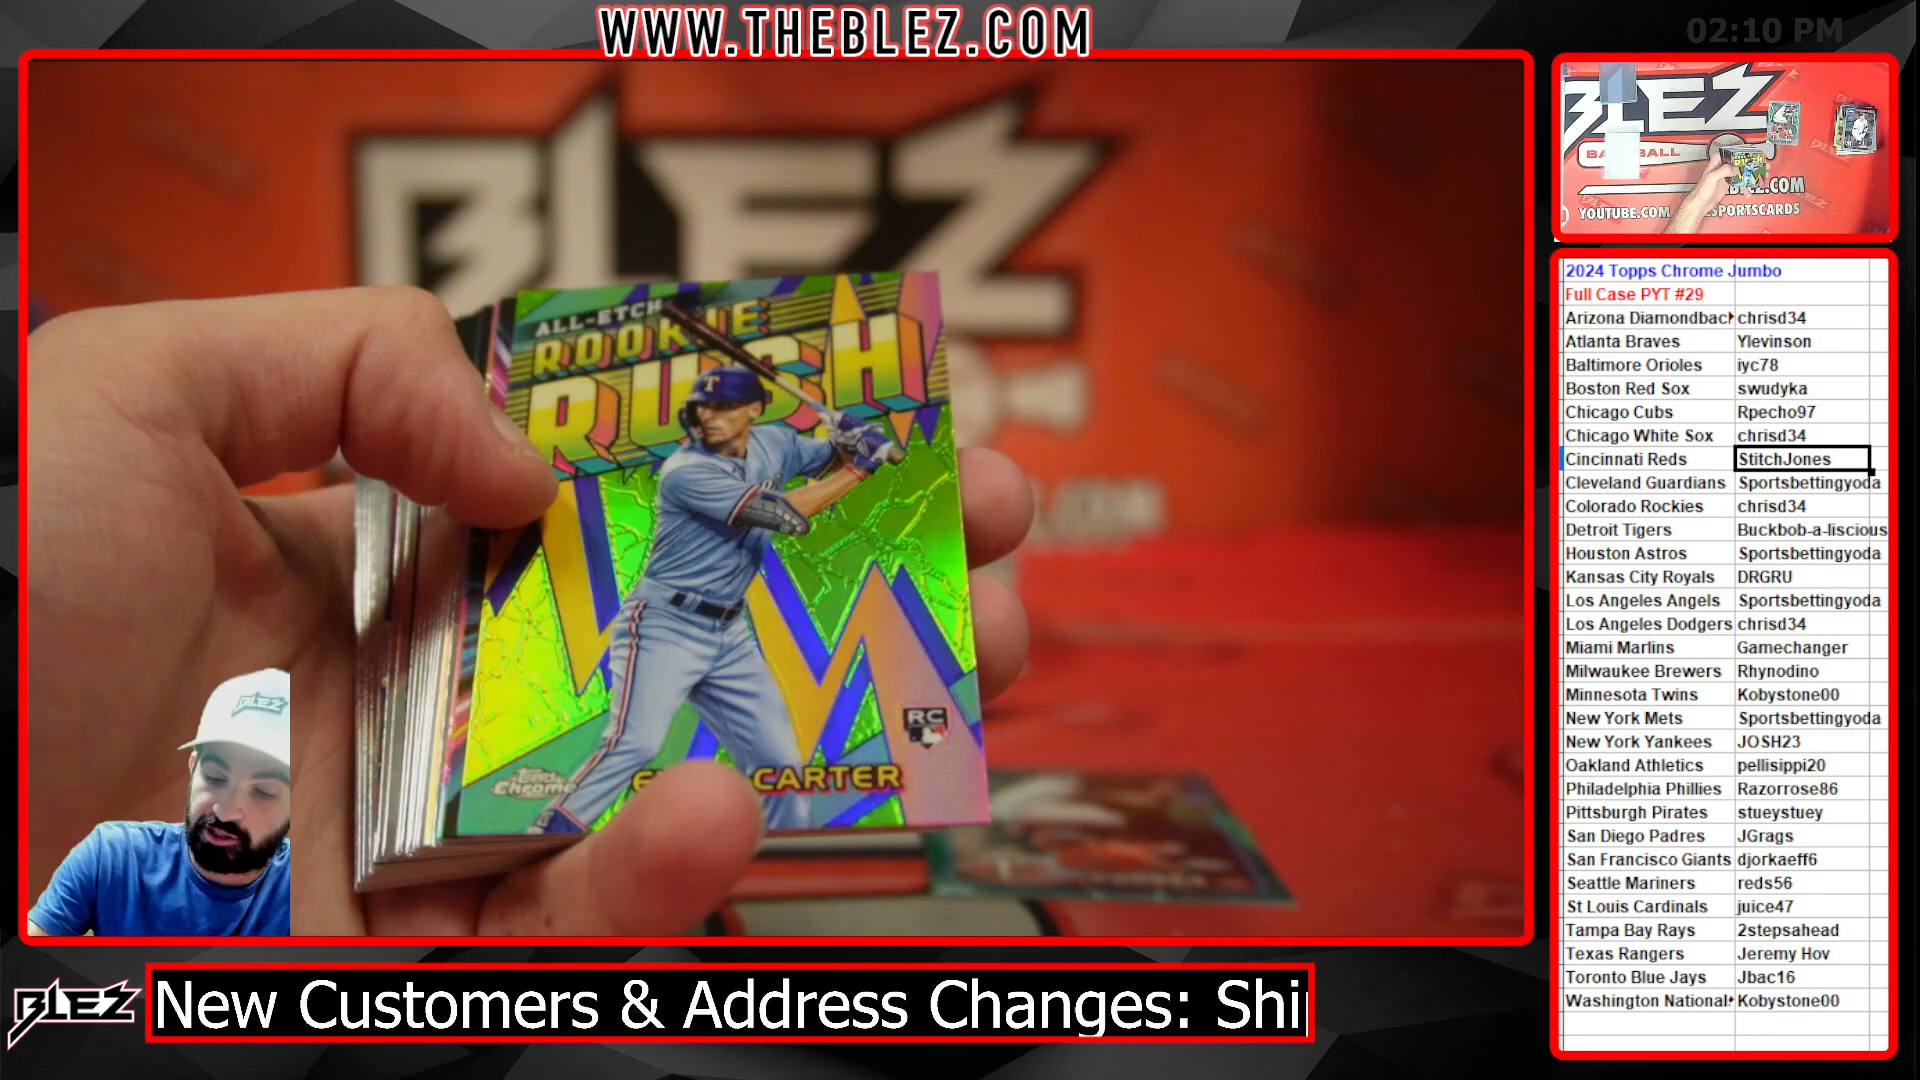 WWW.THEBLEZ.COM
02:10 PM
BLEZ
ALL-ETCH
ROOKIE
RUSH
T
RC
Topps
Chrome
CARTER
BLEZ
YOUTUBE.COM
SPORTSCARDS
2024 Topps Chrome Jumbo
Full Case PYT #29
Arizona Diamondbac chrisd34
Atlanta Braves Ylevinson
Baltimore Orioles iyc78
Boston Red Sox swudyka
Chicago Cubs Rpecho97
Chicago White Sox chrisd34
Cincinnati Reds StitchJones
Cleveland Guardians Sportsbettingyoda
Colorado Rockies chrisd34
Detroit Tigers Buckbob-a-liscious
Houston Astros Sportsbettingyoda
Kansas City Royals DRGRU
Los Angeles Angels Sportsbettingyoda
Los Angeles Dodgers chrisd34
Miami Marlins Gamechanger
Milwaukee Brewers Rhynodino
Minnesota Twins Kobystone00
New York Mets Sportsbettingyoda
New York Yankees JOSH23
Oakland Athletics pellisippi20
Philadelphia Phillies Razorrose86
Pittsburgh Pirates stueystuey
San Diego Padres JGrags
San Francisco Giants djorkaeff6
Seattle Mariners reds56
St Louis Cardinals juice47
Tampa Bay Rays 2stepsahead
Texas Rangers Jeremy Hov
Toronto Blue Jays Jbac16
Washington National Kobystone00
BLEZ
New Customers & Address Changes: Shi